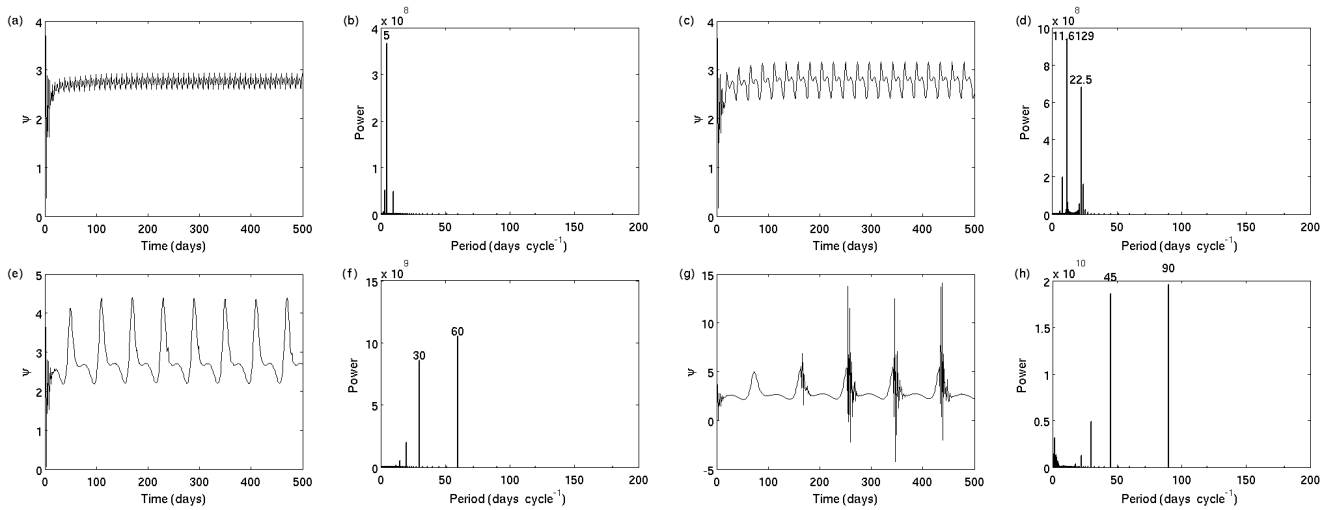 (a)
4
3
2
1
0
ψ
0 100 200 300 400 500
Time (days)
(b)
x 10^8
5
4
3
2
1
0
Power
0 50 100 150 200
Period (days cycle^-1)
(c)
4
3
2
1
0
ψ
0 100 200 300 400 500
Time (days)
(d)
x 10^8
11.6129
22.5
10
8
6
4
2
0
Power
0 50 100 150 200
Period (days cycle^-1)
(e)
5
4
3
2
1
0
ψ
0 100 200 300 400 500
Time (days)
(f)
x 10^9
30
60
15
10
5
0
Power
0 50 100 150 200
Period (days cycle^-1)
(g)
15
10
5
0
-5
ψ
0 100 200 300 400 500
Time (days)
(h)
x 10^10
45
90
2
1.5
1
0.5
0
Power
0 50 100 150 200
Period (days cycle^-1)